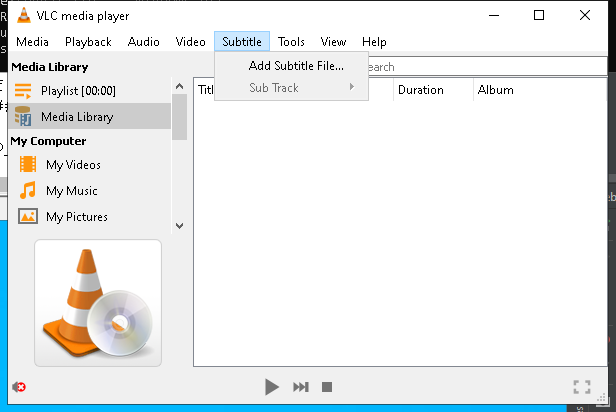 VLC media player
Media Playback Audio Video Subtitle Tools View Help
Media Library
Add Subtitle File...
Sub Track
Search
Playlist [00:00]
Duration
Album
Media Library
My Computer
My Videos
My Music
My Pictures